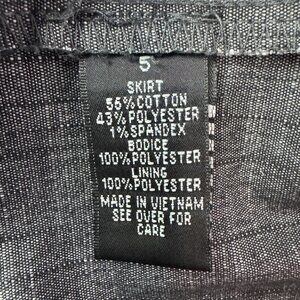 5
SKIRT
56%COTTON
43%POLYESTER
1%SPANDEX
BODICE
100%POLYESTER
LINING
100%POLYESTER
MADE IN VIETNAM
SEE OVER FOR
CARE